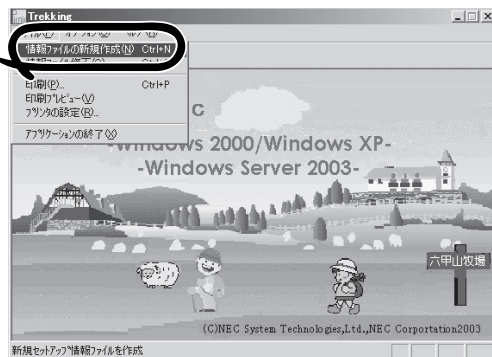 Trekking
情報ファイルの新規作成(N) Ctrl+N
印刷(P)... Ctrl+P
印刷プレビュー(V)
プリンタの設定(R)...
アプリケーションの終了(X)
C
-Windows 2000/Windows XP-
-Windows Server 2003-
六甲山牧場
(C)NEC System Technologies,Ltd.,NEC Corportation2003
新規セットアップ情報ファイルを作成